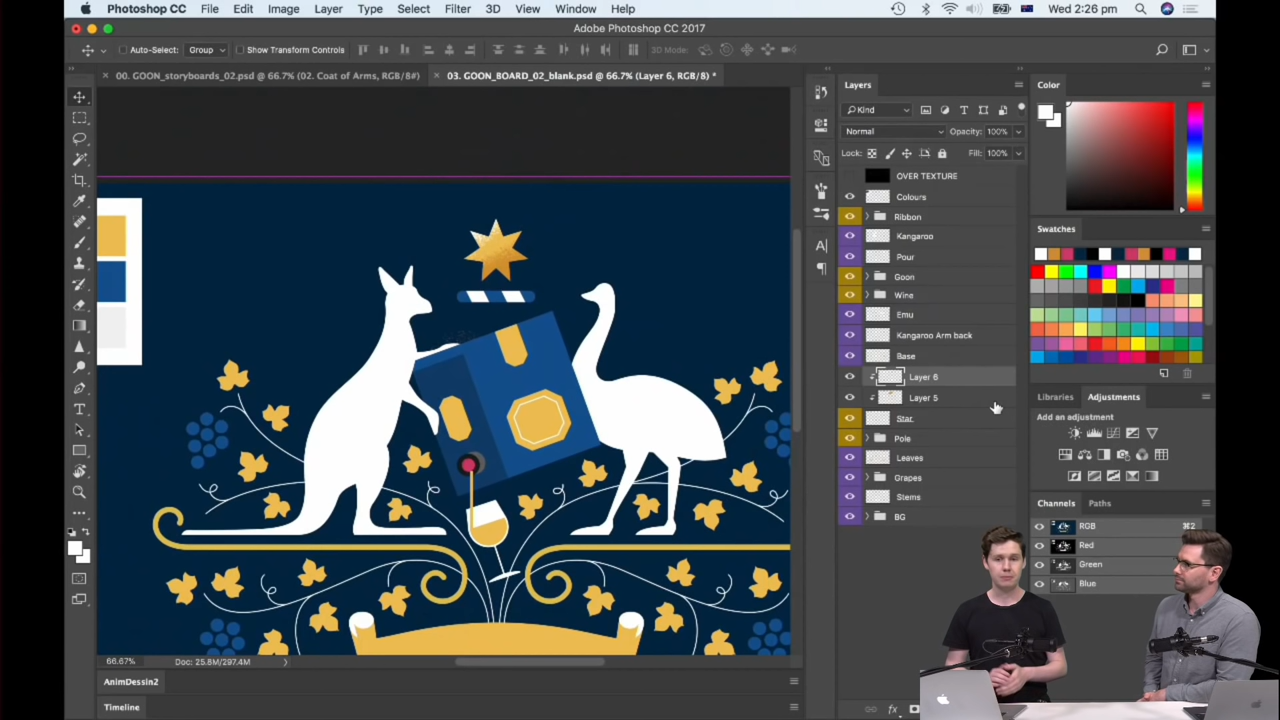 Photoshop CC File Edit Image Layer Type Select Filter 3D View Window Help Wed 2:26 pm
Adobe Photoshop CC 2017
Auto-Select: Group Show Transform Controls 3D Mode:
00. GOON_storyboards_02.psd @ 66.7% (02. Coat of Arms, RGB/8#) 03. GOON_BOARD_02_blank.psd @ 66.7% (Layer 6, RGB/8) *
Layers
Kind
Normal Opacity: 100%
Lock: Fill: 100%
OVER TEXTURE
Colours
Ribbon
Kangaroo
Pour
Goon
Wine
Emu
Kangaroo Arm back
Base
Layer 6
Layer 5
Star
Pole
Leaves
Grapes
Stems
BG
fx
Color
Swatches
Libraries Adjustments
Add an adjustment
Channels Paths
RGB ⌘2
Red
Green
Blue
66.67% Doc: 25.8M/297.4M
AnimDessin2
Timeline